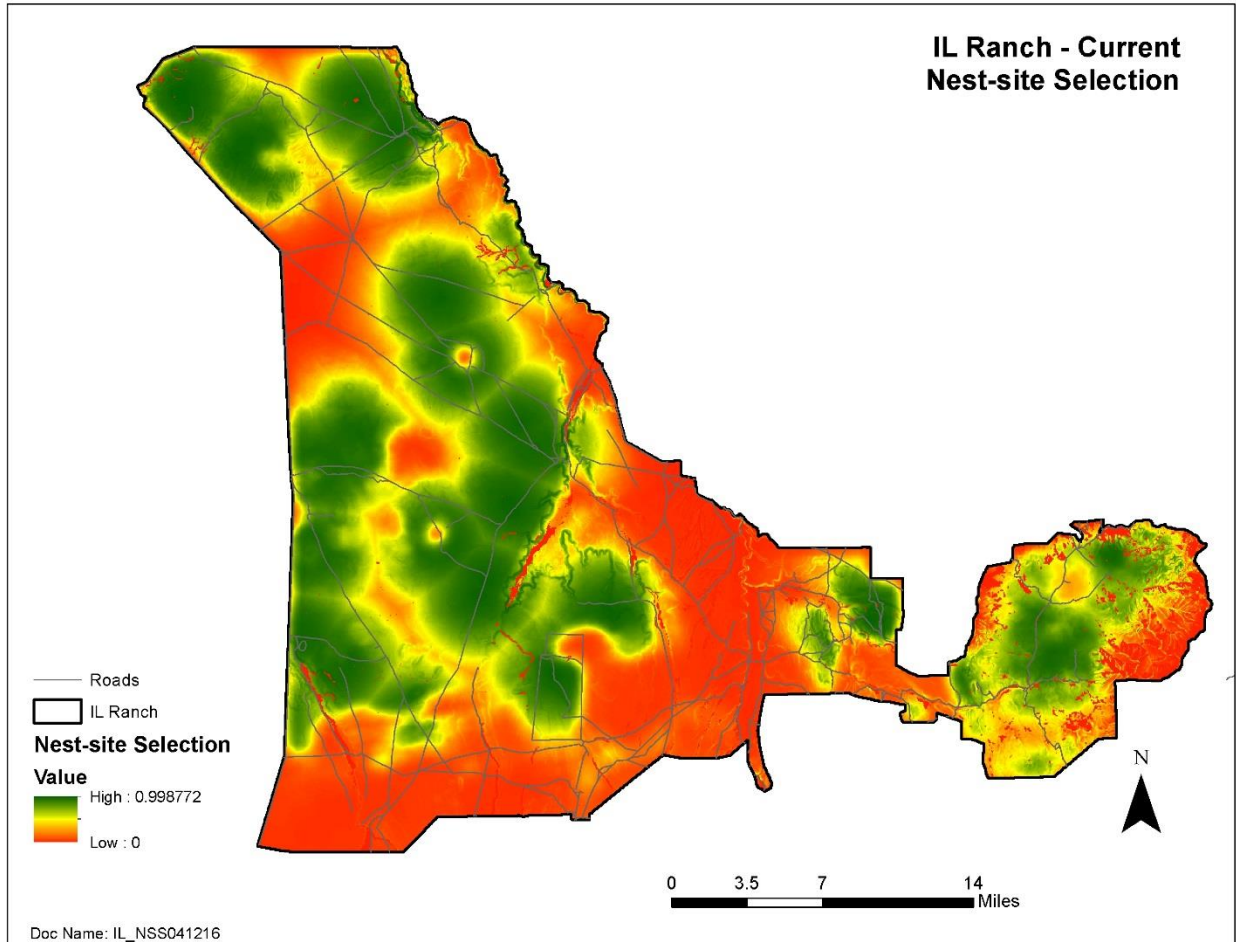 IL Ranch - Current
Nest-site Selection
Roads
IL Ranch
Nest-site Selection
Value
High : 0.998772
Low : 0
N
0 3.5 7 14
Miles
Doc Name: IL_NSS041216